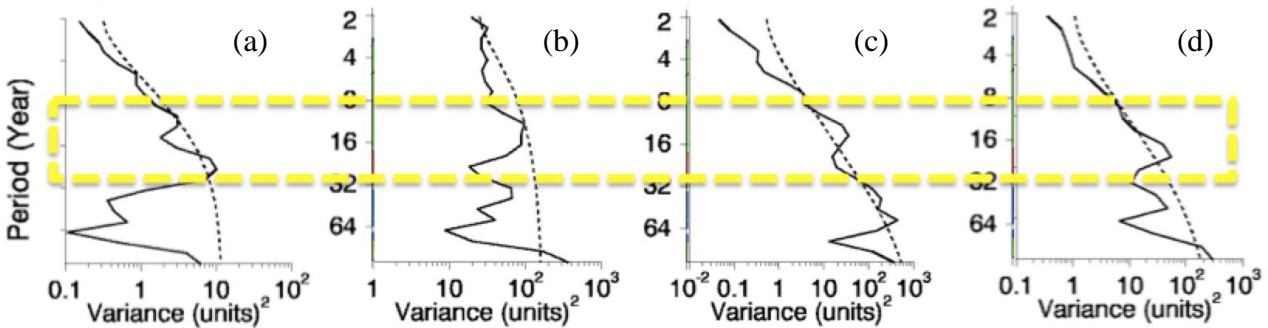 Period (Year)
(a)
(b)
(c)
(d)
2
4
8
16
32
64
2
4
8
16
32
64
2
4
8
16
32
64
0.1 1 10 10²
1 10 10² 10³
10⁻² 0.1 1 10 10² 10³
0.1 1 10 10² 10³
Variance (units)²
Variance (units)²
Variance (units)²
Variance (units)²